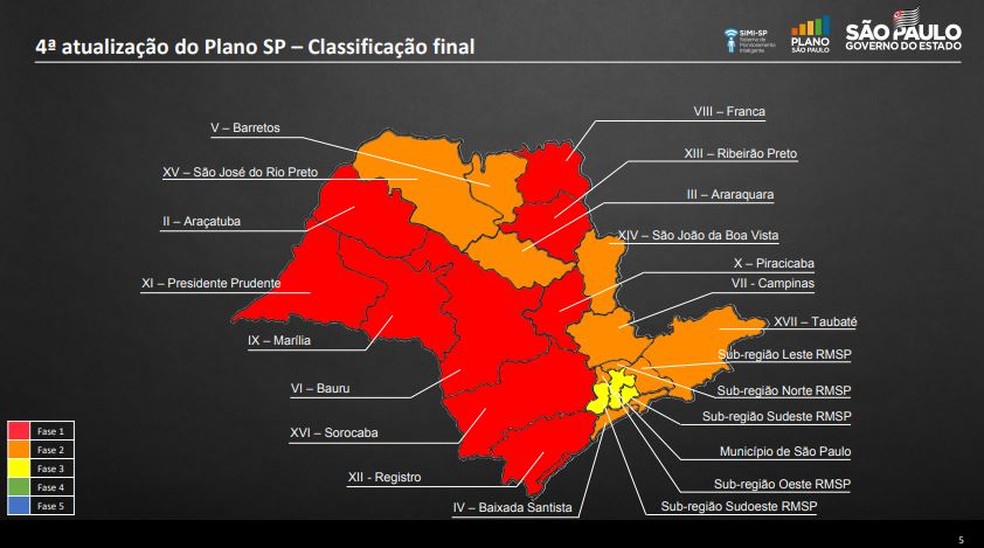 4ª atualização do Plano SP – Classificação final
SIMI-SP
Sistema de
Monitoramento
Inteligente
PLANO
SÃO PAULO
SÃO PAULO
GOVERNO DO ESTADO
V – Barretos
XV – São José do Rio Preto
II – Araçatuba
XI – Presidente Prudente
IX – Marília
VI – Bauru
XVI – Sorocaba
XII - Registro
IV – Baixada Santista
VIII – Franca
XIII – Ribeirão Preto
III – Araraquara
XIV – São João da Boa Vista
X – Piracicaba
VII - Campinas
XVII – Taubaté
Sub-região Leste RMSP
Sub-região Norte RMSP
Sub-região Sudeste RMSP
Município de São Paulo
Sub-região Oeste RMSP
Sub-região Sudoeste RMSP
Fase 1
Fase 2
Fase 3
Fase 4
Fase 5
5